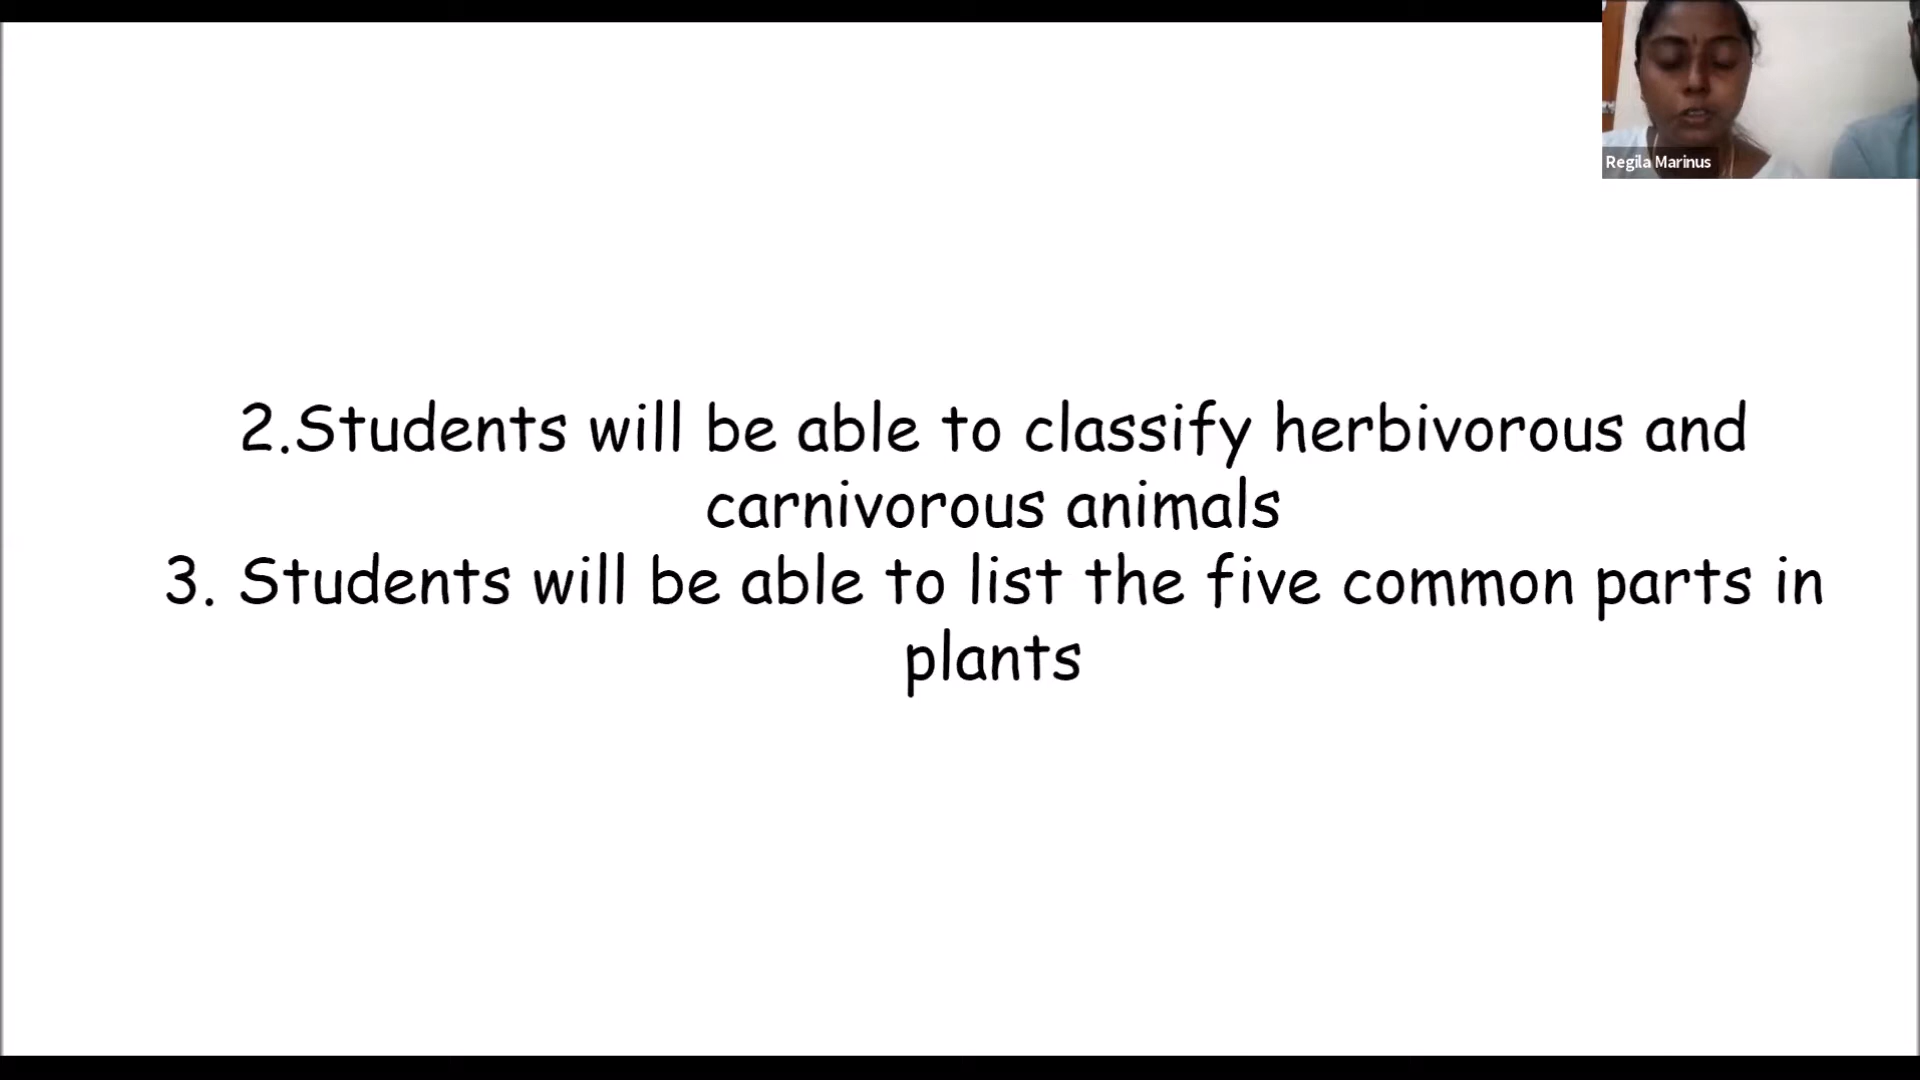 Regila Marinus
2.Students will be able to classify herbivorous and
carnivorous animals
3. Students will be able to list the five common parts in
plants